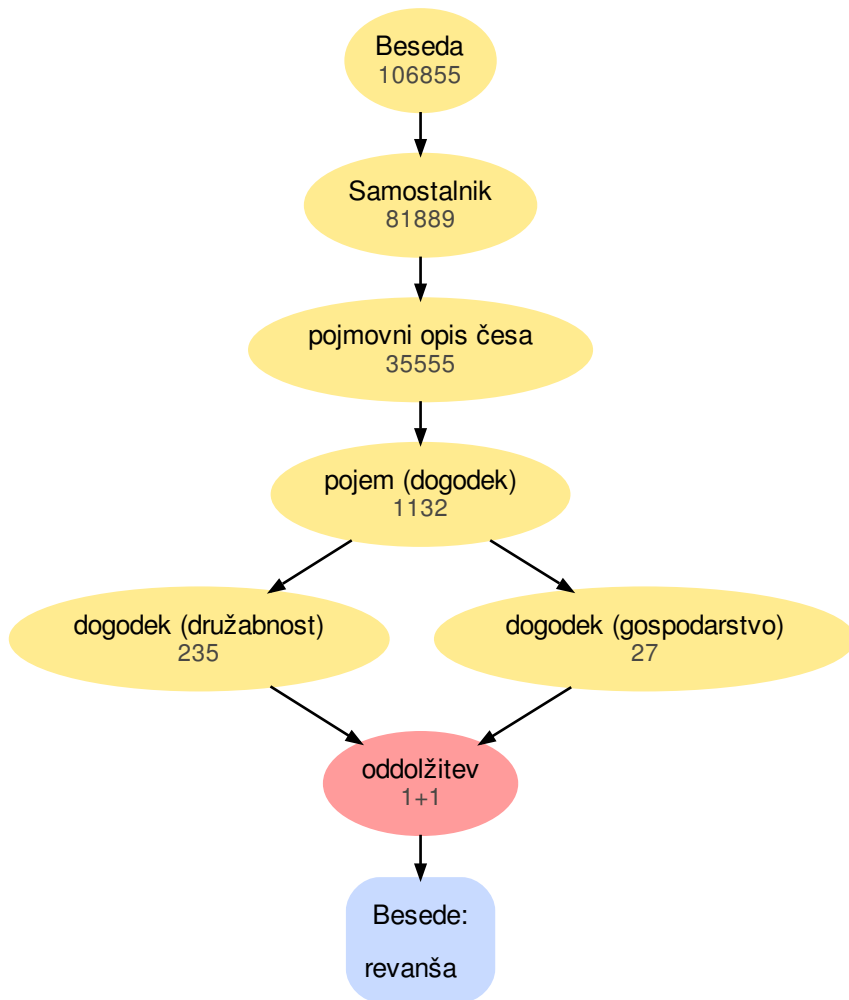 Beseda
106855
Samostalnik
81889
pojmovni opis česa
35555
pojem (dogodek)
1132
dogodek (družabnost)
235
dogodek (gospodarstvo)
27
oddolžitev
1+1
Besede:
revanša